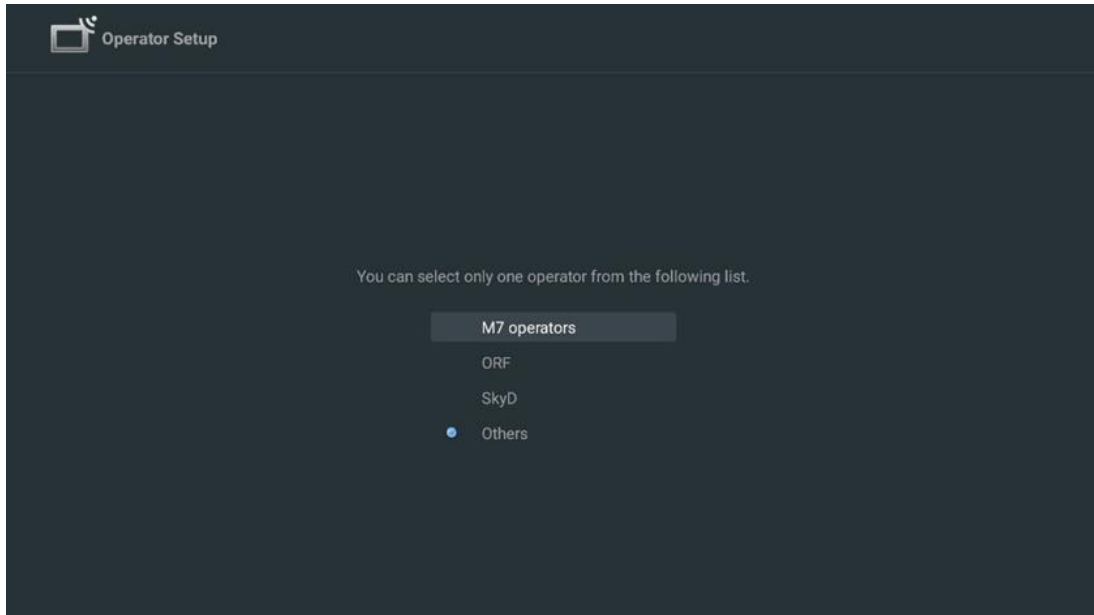 Operator Setup
You can select only one operator from the following list.
M7 operators
ORF
SkyD
Others